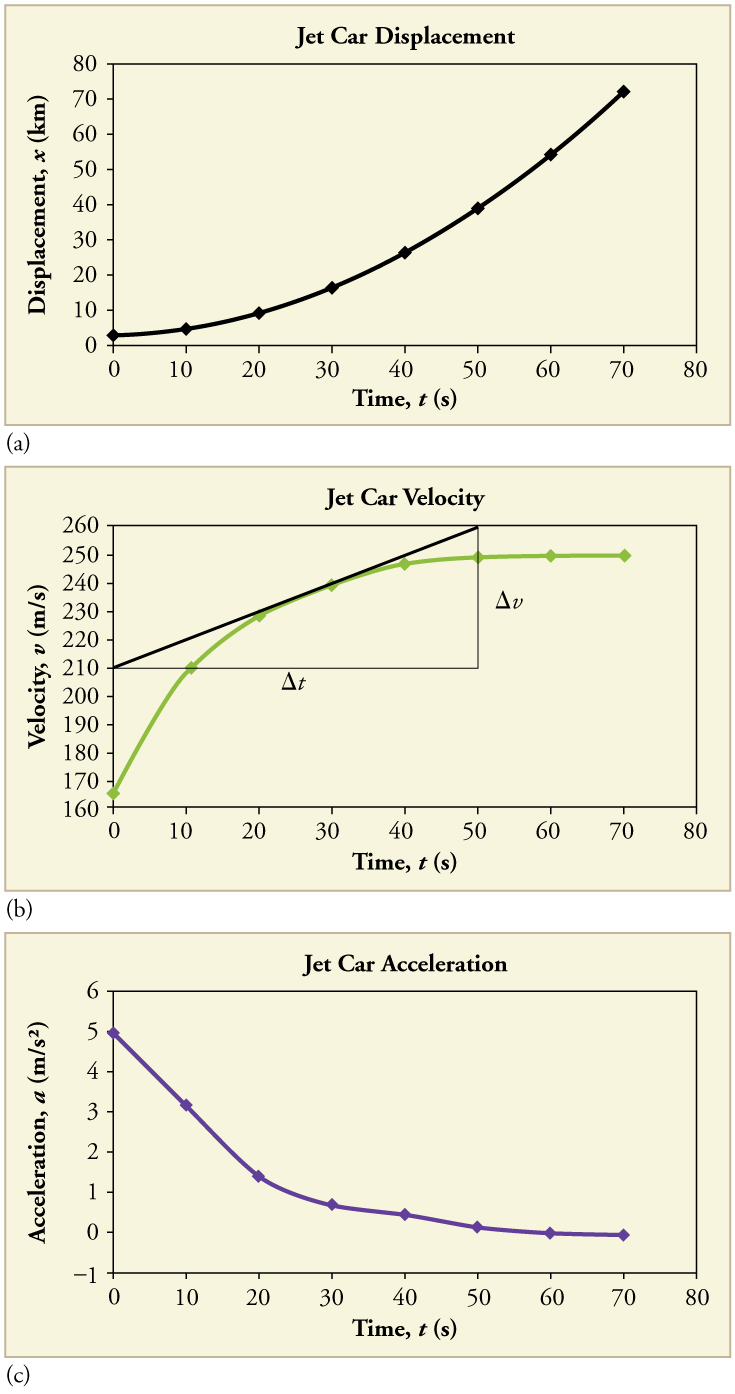 Jet Car Displacement
Displacement, x (km)
80
70
60
50
40
30
20
10
0
0 10 20 30 40 50 60 70 80
Time, t (s)
(a)
Jet Car Velocity
Velocity, v (m/s)
260
250
240
230
220
210
200
190
180
170
160
Δv
Δt
0 10 20 30 40 50 60 70 80
Time, t (s)
(b)
Jet Car Acceleration
Acceleration, a (m/s²)
6
5
4
3
2
1
0
−1
0 10 20 30 40 50 60 70 80
Time, t (s)
(c)